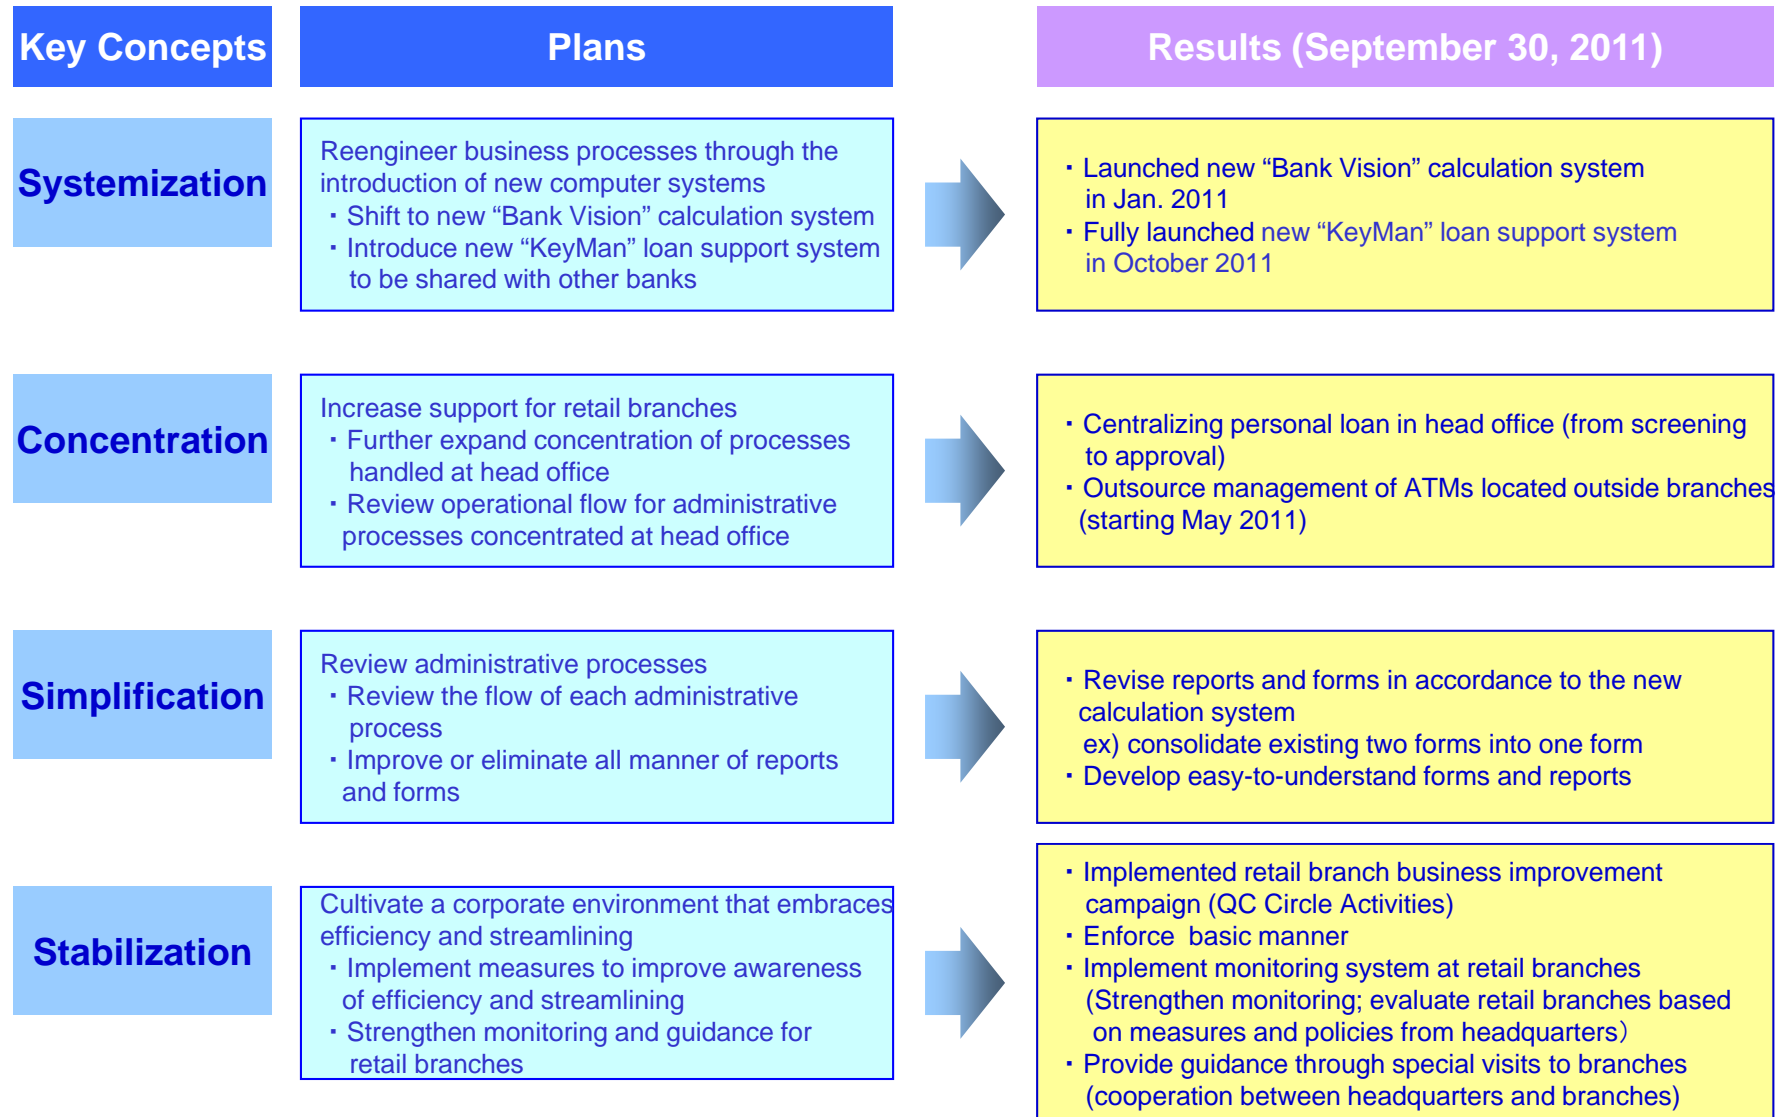 Key Concepts
Plans
Results (September 30, 2011)
Systemization
Reengineer business processes through the
introduction of new computer systems
・Shift to new “Bank Vision” calculation system
・Introduce new “KeyMan” loan support system
to be shared with other banks
・Launched new “Bank Vision” calculation system
in Jan. 2011
・Fully launched new “KeyMan” loan support system
in October 2011
Concentration
Increase support for retail branches
・Further expand concentration of processes
handled at head office
・Review operational flow for administrative
processes concentrated at head office
・Centralizing personal loan in head office (from screening
to approval)
・Outsource management of ATMs located outside branches
(starting May 2011)
Simplification
Review administrative processes
・Review the flow of each administrative
process
・Improve or eliminate all manner of reports
and forms
・Revise reports and forms in accordance to the new
calculation system
ex) consolidate existing two forms into one form
・Develop easy-to-understand forms and reports
Stabilization
Cultivate a corporate environment that embraces
efficiency and streamlining
・Implement measures to improve awareness
of efficiency and streamlining
・Strengthen monitoring and guidance for
retail branches
・Implemented retail branch business improvement
campaign (QC Circle Activities)
・Enforce  basic manner
・Implement monitoring system at retail branches
(Strengthen monitoring; evaluate retail branches based
on measures and policies from headquarters）
・Provide guidance through special visits to branches
(cooperation between headquarters and branches)